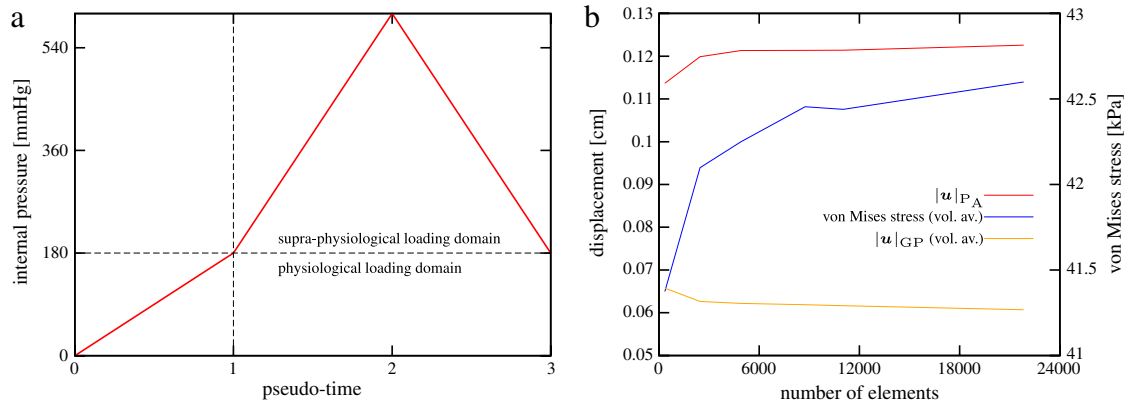 a
internal pressure [mmHg]
540
360
180
0
supra-physiological loading domain
physiological loading domain
0 1 2 3
pseudo-time
b
displacement [cm]
0.13
0.12
0.11
0.1
0.09
0.08
0.07
0.06
0.05
|u|PA
von Mises stress (vol. av.)
|u|GP (vol. av.)
43
42.5
42
41.5
41
von Mises stress [kPa]
0 6000 12000 18000 24000
number of elements